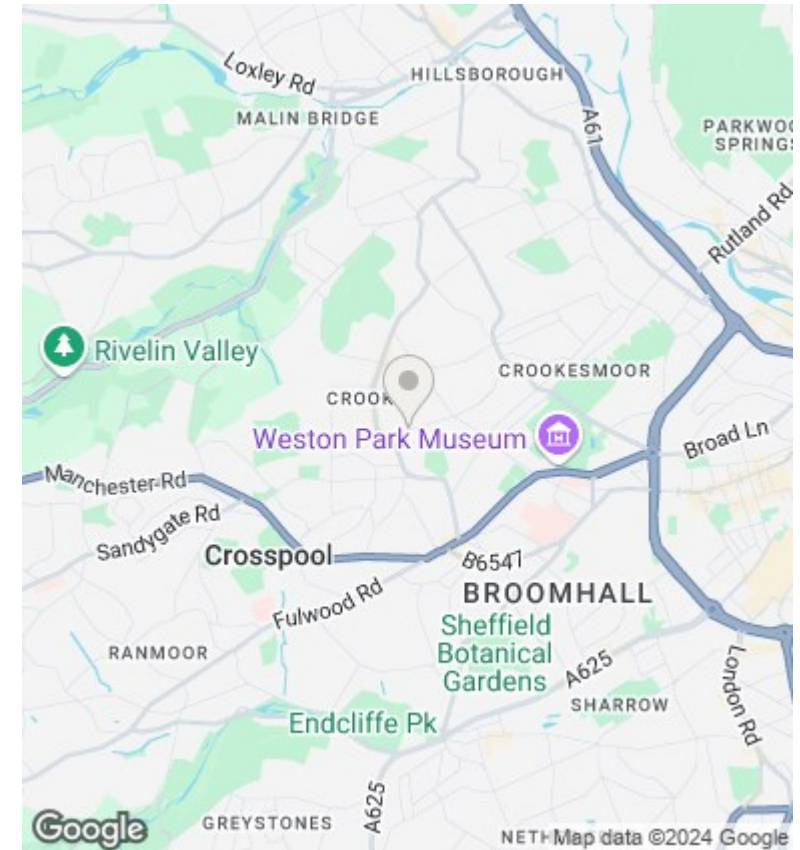 Loxley Rd
HILLSBOROUGH
MALIN BRIDGE
A61
PARKWOO
SPRINGS
Rutland Rd
Rivelin Valley
CROOK
CROOKESMOOR
Weston Park Museum
Broad Ln
Manchester Rd
Sandygate Rd
Crosspool
B6547
Fulwood Rd
BROOMHALL
Sheffield
Botanical
Gardens
A625
RANMOOR
SHARROW
London Rd
Endcliffe Pk
A625
Google
GREYSTONES
NETH
Map data ©2024 Google